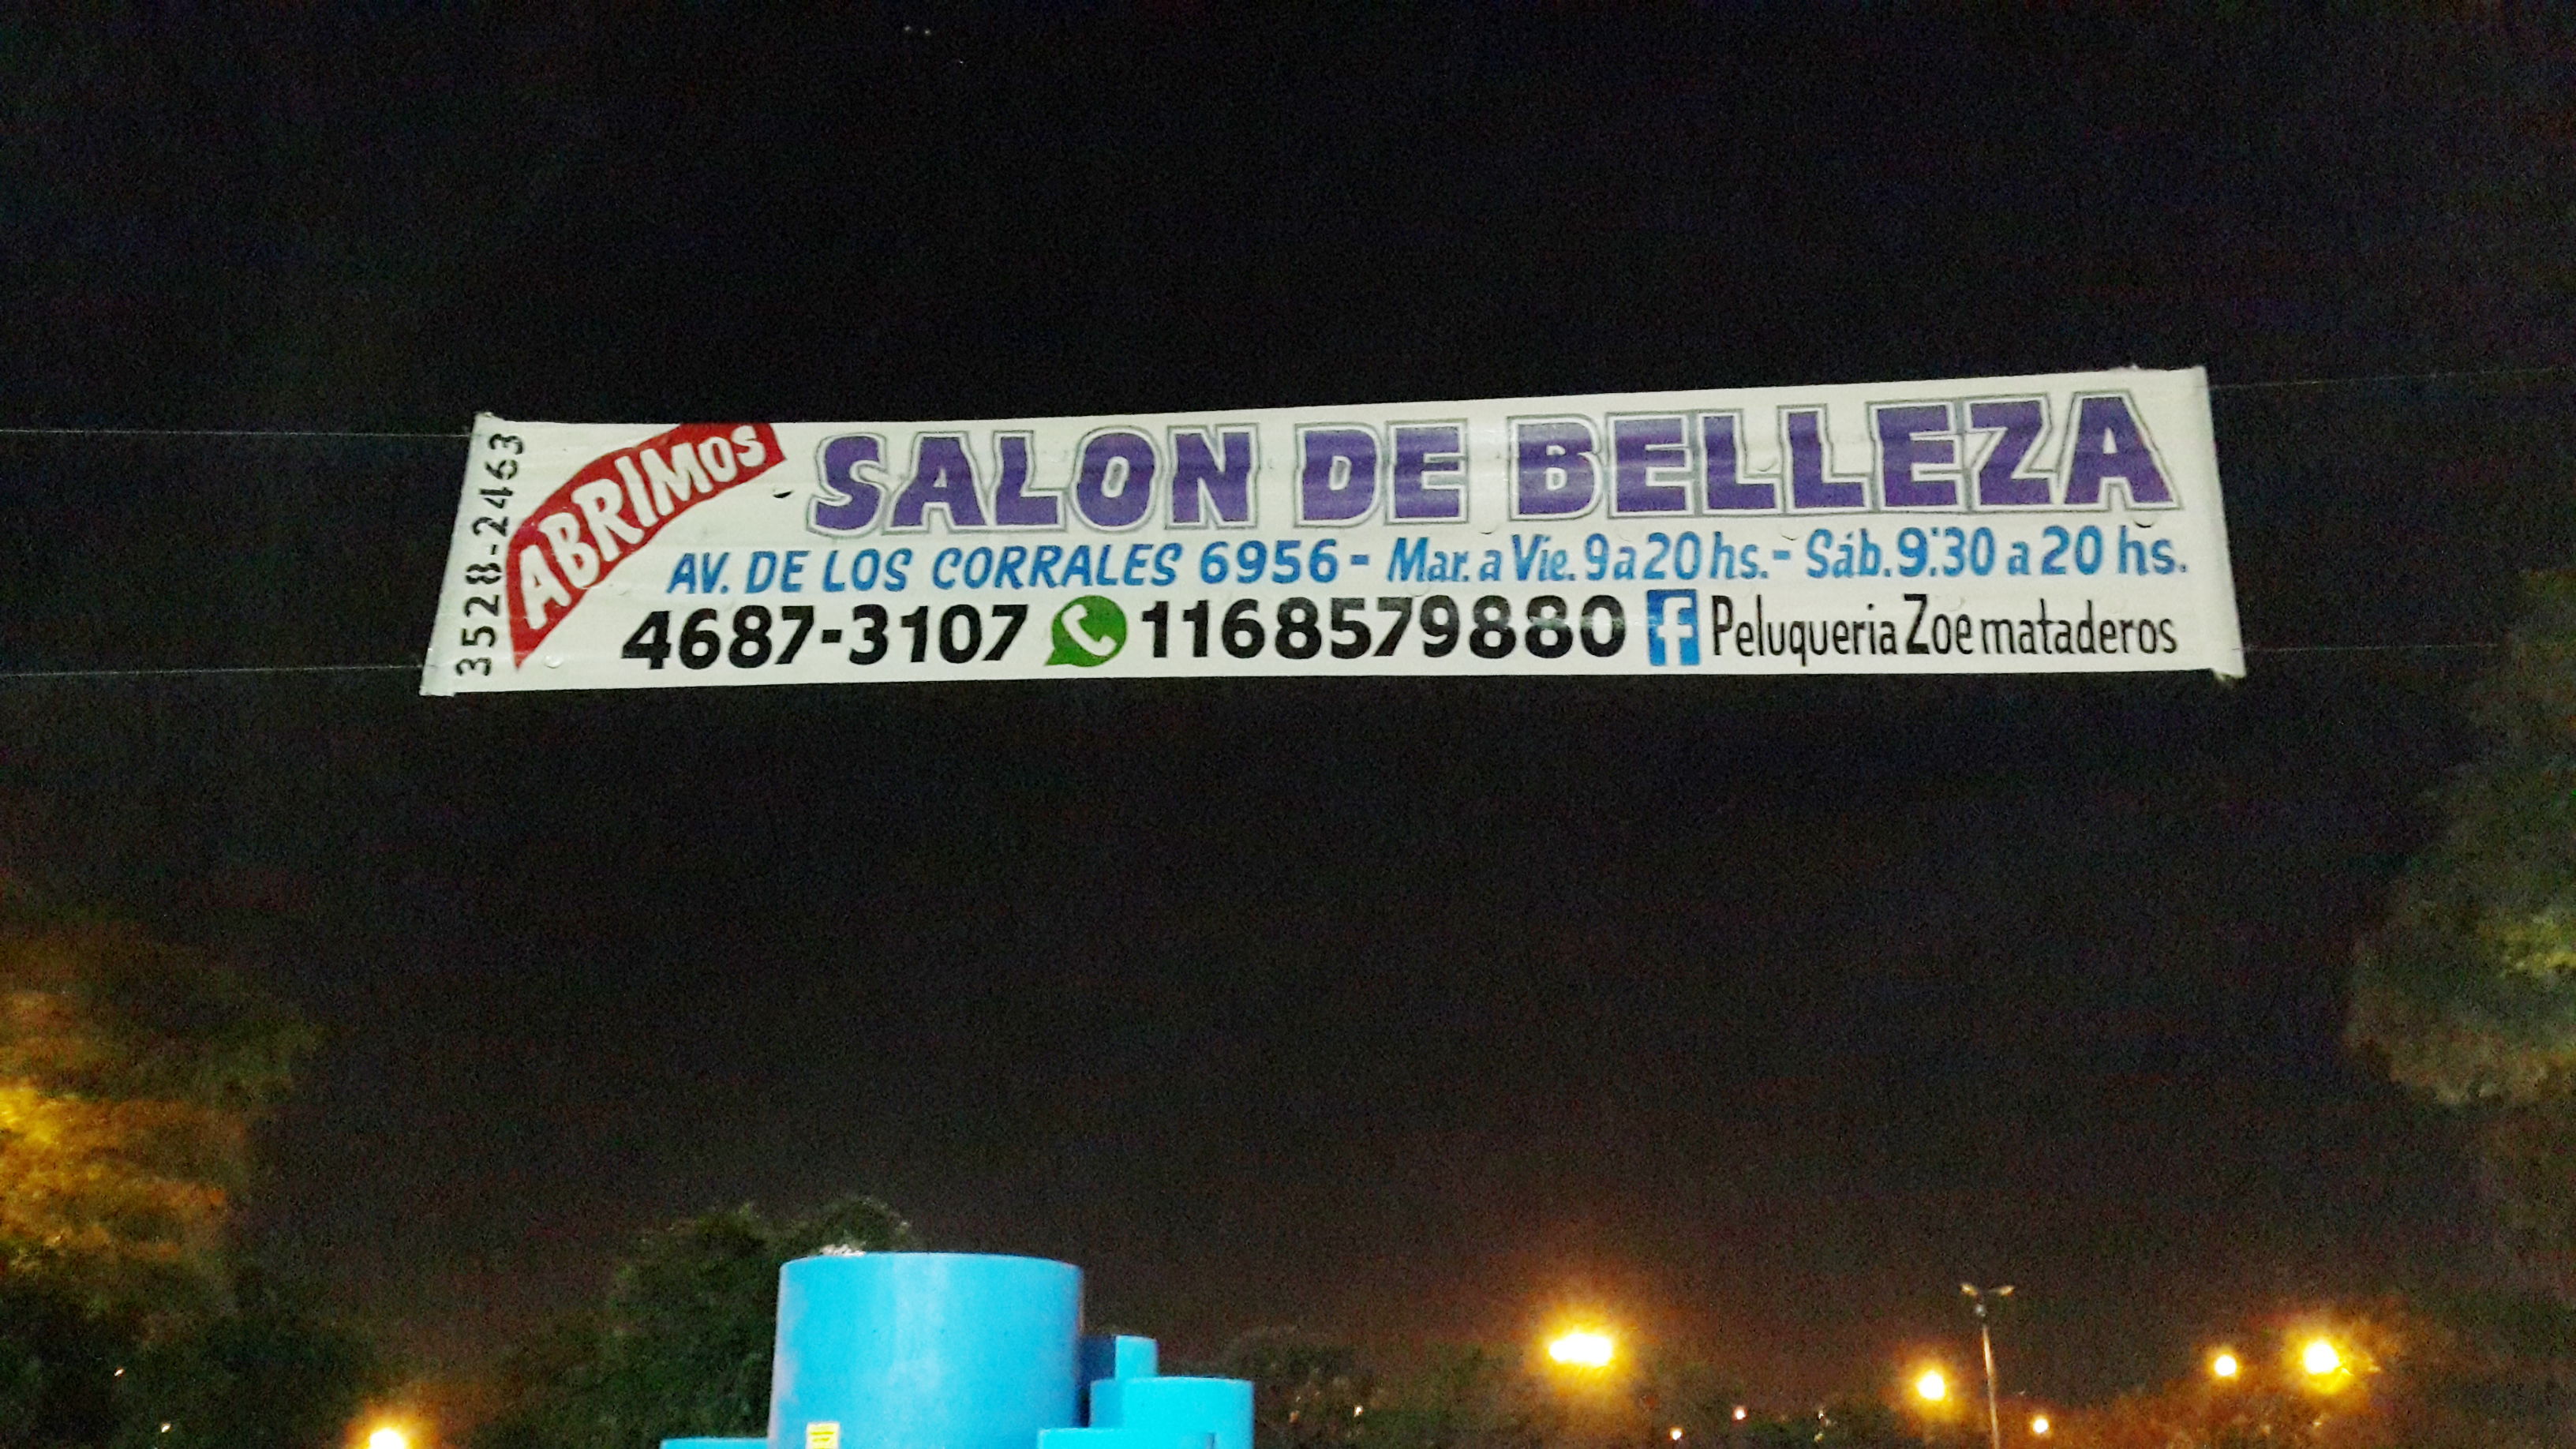 3528-2463
ABRIMOS
SALON DE BELLEZA
AV. DE LOS CORRALES 6956 - Mar. a Vie. 9 a 20 hs. - Sáb. 9:30 a 20 hs.
4687-3107 1168579880 f Peluqueria Zoe mataderos